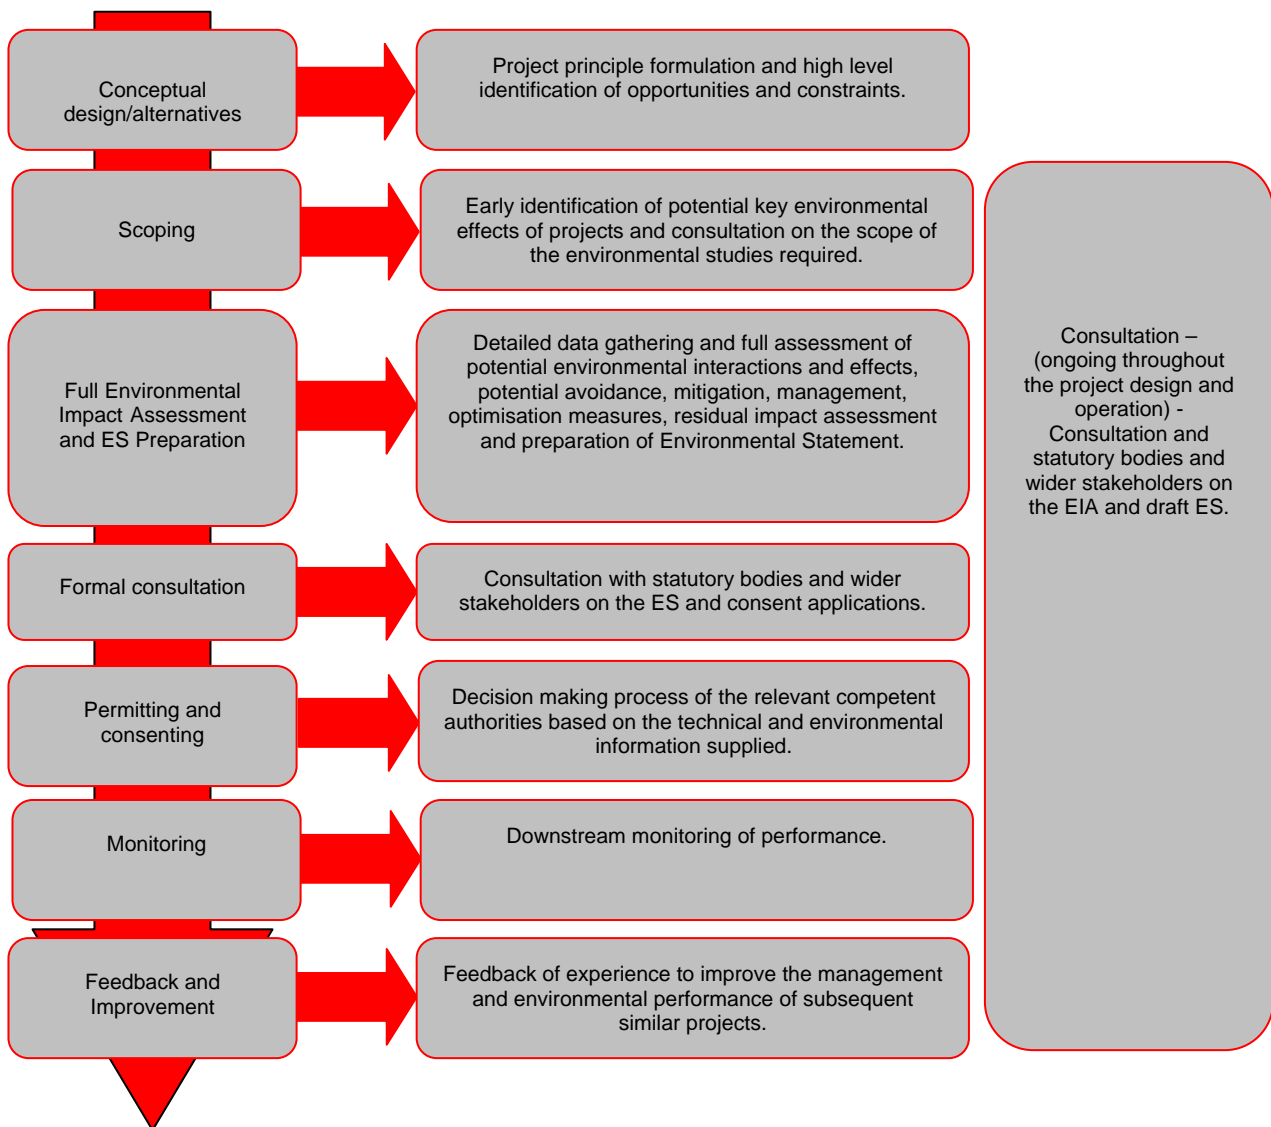 Conceptual
design/alternatives
Project principle formulation and high level
identification of opportunities and constraints.
Scoping
Early identification of potential key environmental
effects of projects and consultation on the scope of
the environmental studies required.
Full Environmental
Impact Assessment
and ES Preparation
Detailed data gathering and full assessment of
potential environmental interactions and effects,
potential avoidance, mitigation, management,
optimisation measures, residual impact assessment
and preparation of Environmental Statement.
Formal consultation
Consultation with statutory bodies and wider
stakeholders on the ES and consent applications.
Permitting and
consenting
Decision making process of the relevant competent
authorities based on the technical and environmental
information supplied.
Monitoring
Downstream monitoring of performance.
Feedback and
Improvement
Feedback of experience to improve the management
and environmental performance of subsequent
similar projects.
Consultation –
(ongoing throughout
the project design and
operation) -
Consultation and
statutory bodies and
wider stakeholders on
the EIA and draft ES.